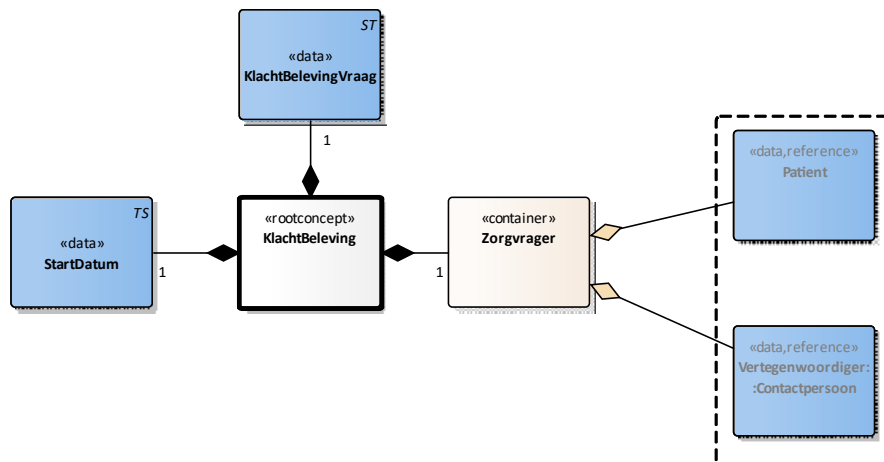 ST
«data»
KlachtBelevingVraag
1
«data,reference»
Patient
TS
«data»
StartDatum
1
«rootconcept»
KlachtBeleving
«container»
Zorgvrager
1
«data,reference»
Vertegenwoordiger:
:Contactpersoon